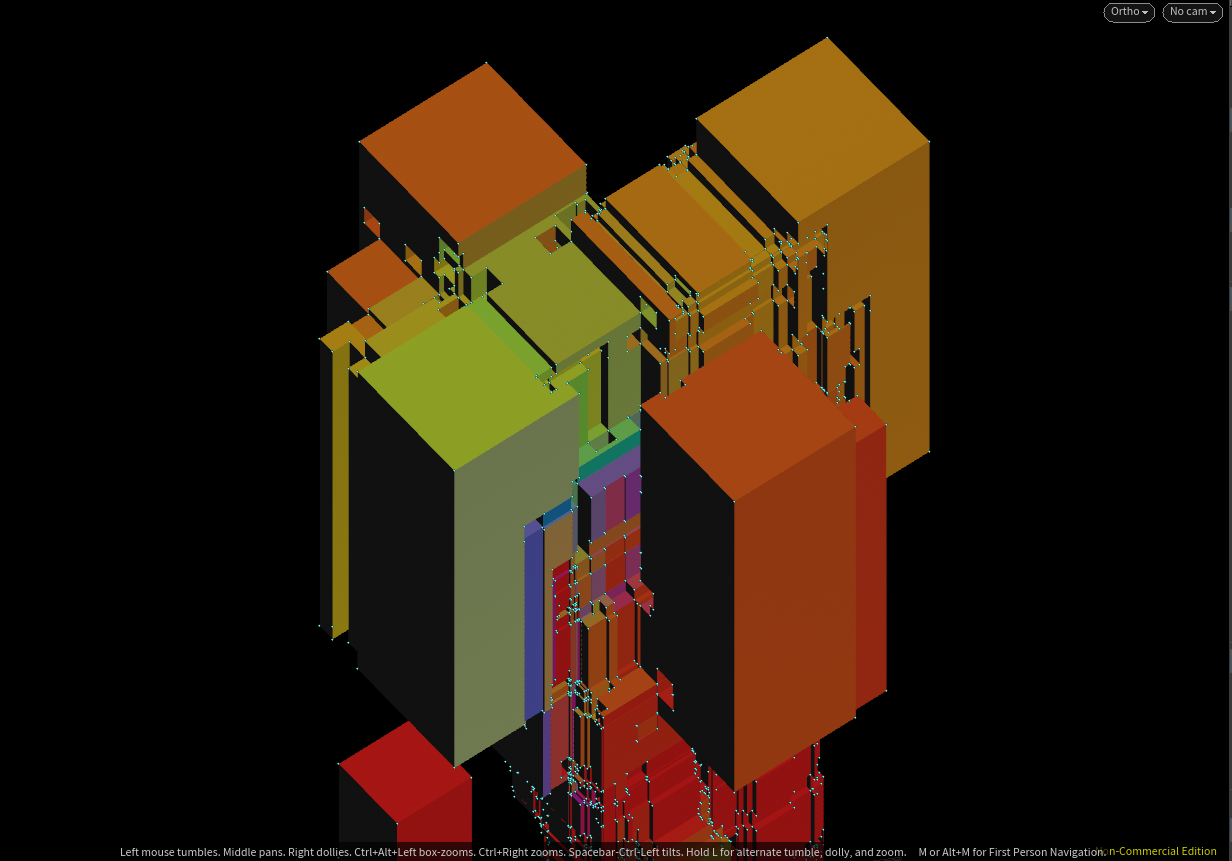 Ortho No cam
Left mouse tumbles. Middle pans. Right dollies. Ctrl+Alt+Left box-zooms. Ctrl+Right zooms. Spacebar-Ctrl-Left tilts. Hold L for alternate tumble, dolly, and zoom. M or Alt+M for First Person Navigation. n-Commercial Edition